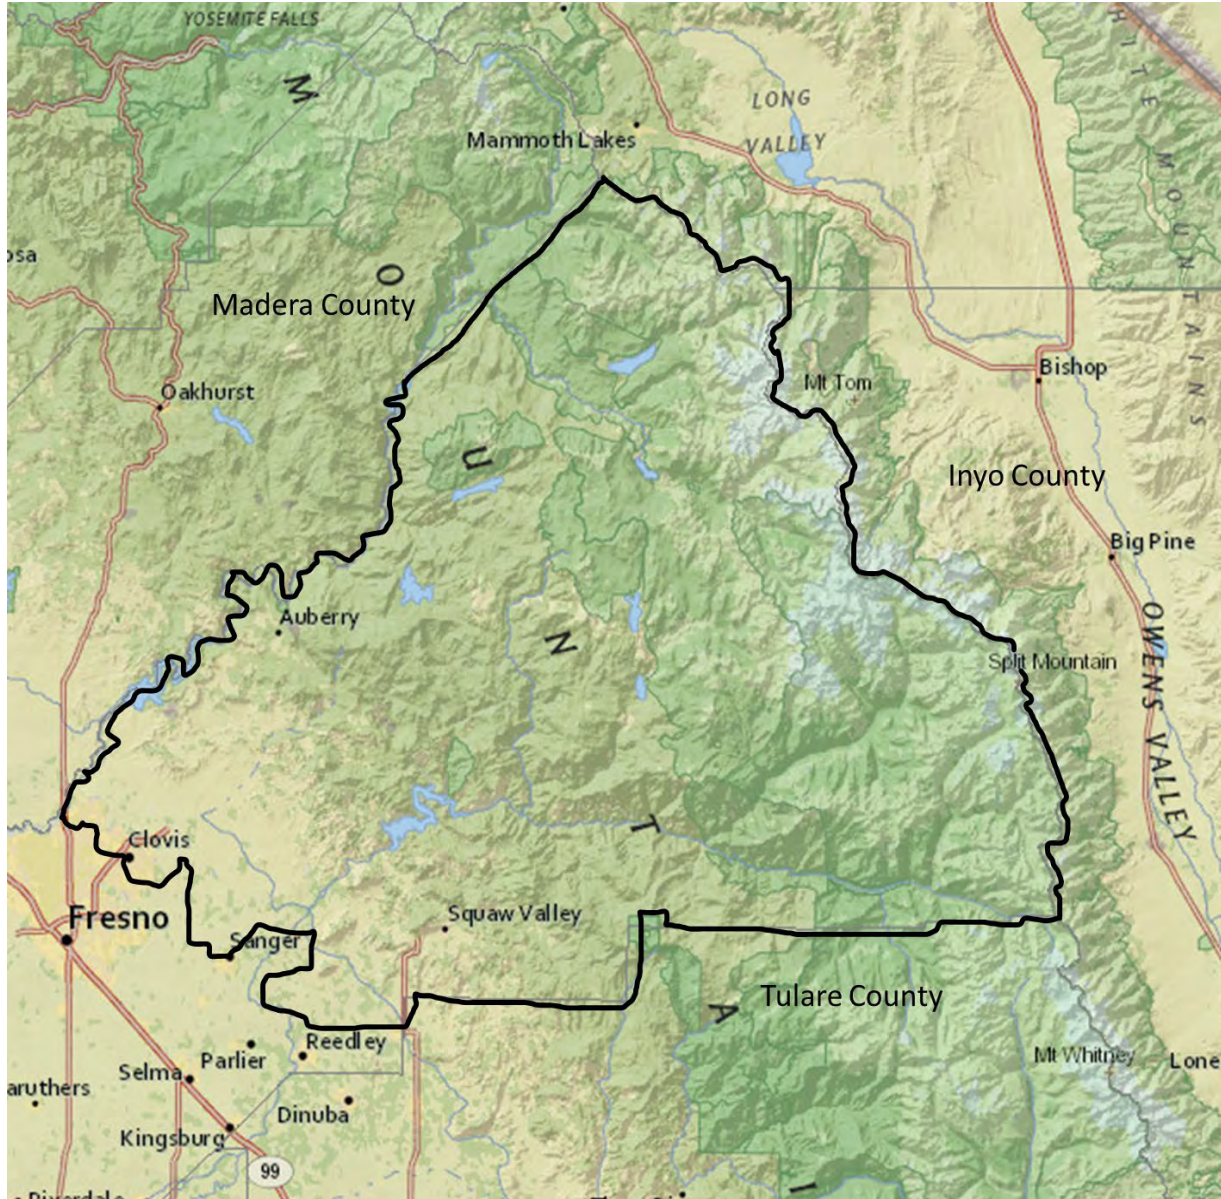 YOSEMITE FALLS
M
LONG
VALLEY
Mammoth Lakes
HITE MOUNTAINS
osa
O
Madera County
Oakhurst
Mt Tom
Bishop
U
Inyo County
Big Pine
Auberry
N
OWENS VALLEY
Split Mountain
T
Clovis
Fresno
Squaw Valley
Sanger
A
Tulare County
Reedley
Parlier
Selma
Mt Whitney
Lone
aruthers
Dinuba
Kingsburg
99
I